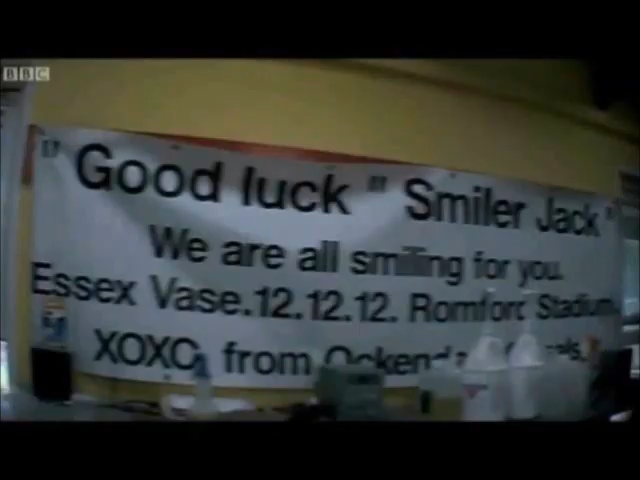 BBC
" Good luck " Smiler Jack "
We are all smiling for you.
Essex Vase.12.12.12. Romford Stadium.
XOXO from